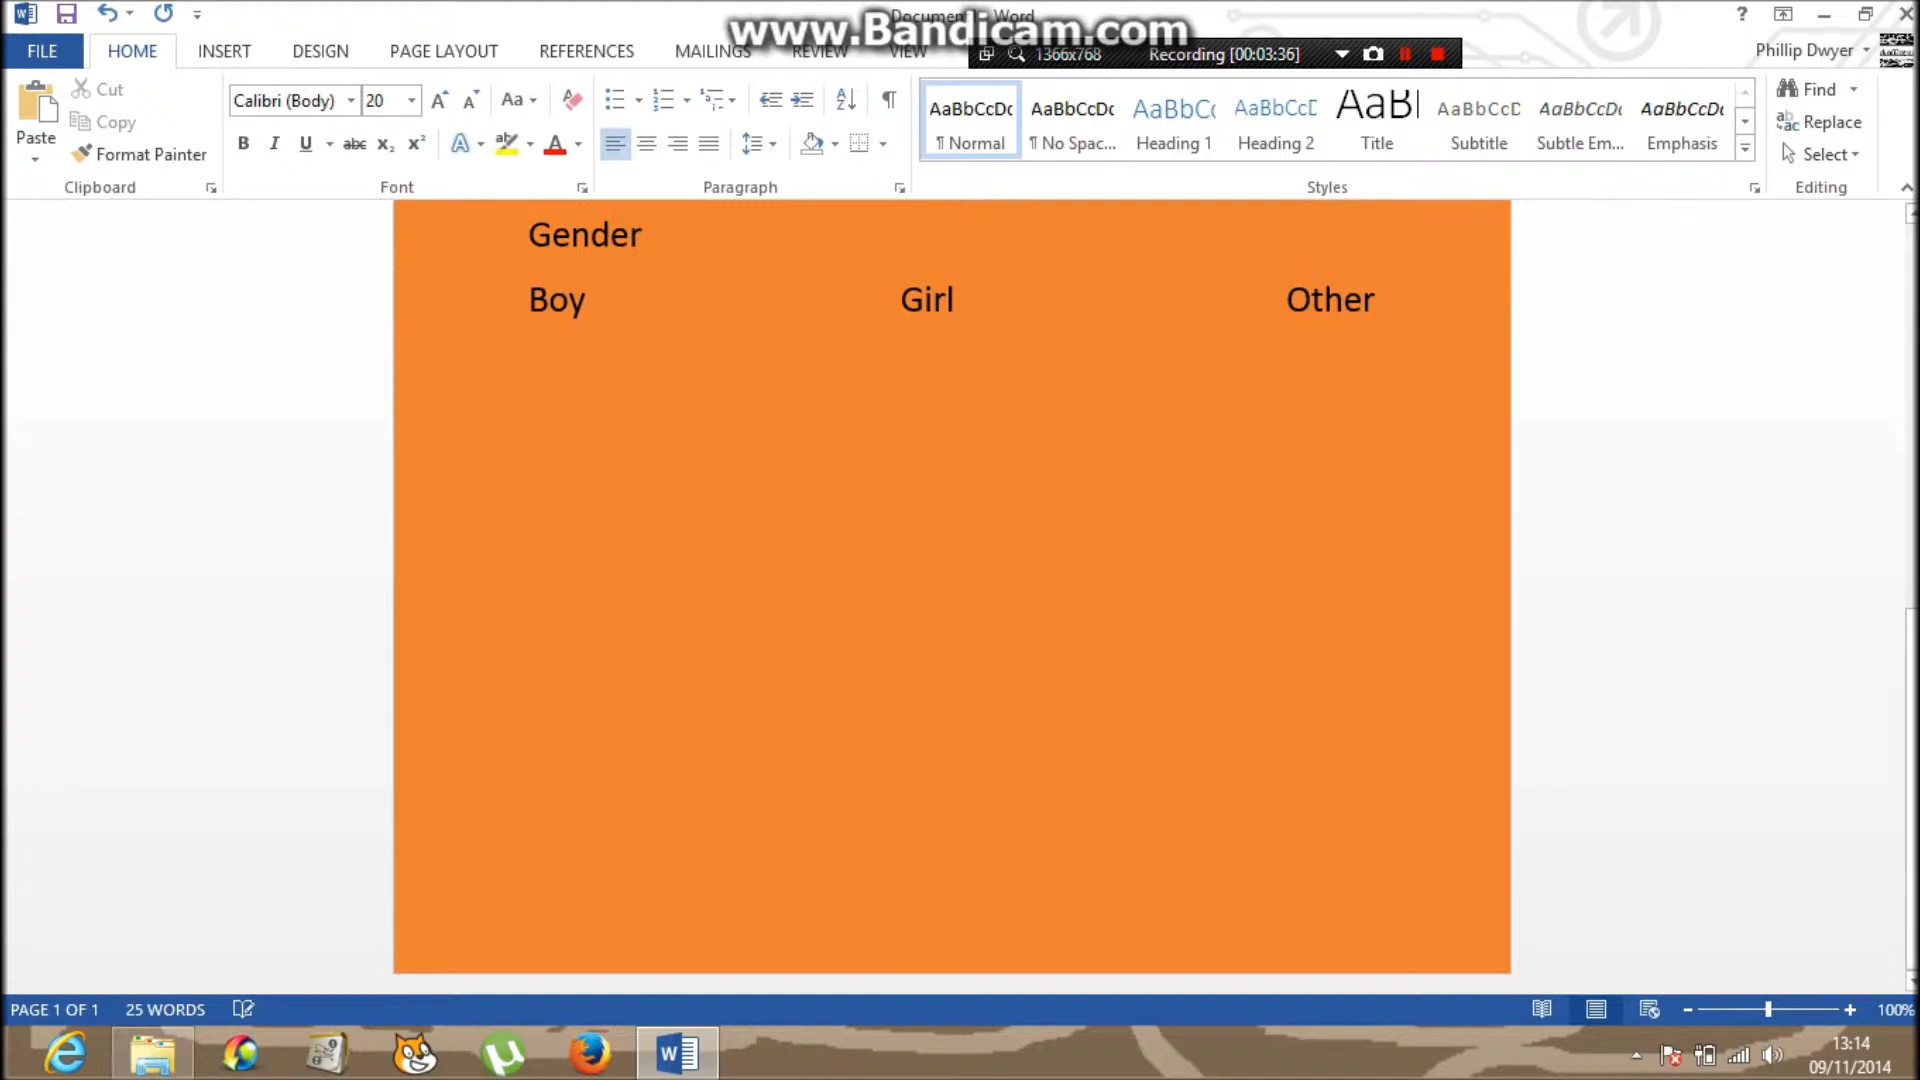 Document - Word
www.Bandicam.com
1366x768 Recording [00:03:36]
FILE HOME INSERT DESIGN PAGE LAYOUT REFERENCES MAILINGS REVIEW VIEW
Phillip Dwyer
Paste
Cut
Copy
Format Painter
Clipboard
Calibri (Body) 20
Font
Paragraph
AaBbCcDc AaBbCcDc AaBbCc AaBbCcD AaBl AaBbCcD AaBbCcDc AaBbCcDc
¶ Normal ¶ No Spac... Heading 1 Heading 2 Title Subtitle Subtle Em... Emphasis
Styles
Find
Replace
Select
Editing
Gender
Boy Girl Other
PAGE 1 OF 1 25 WORDS
100%
13:14
09/11/2014